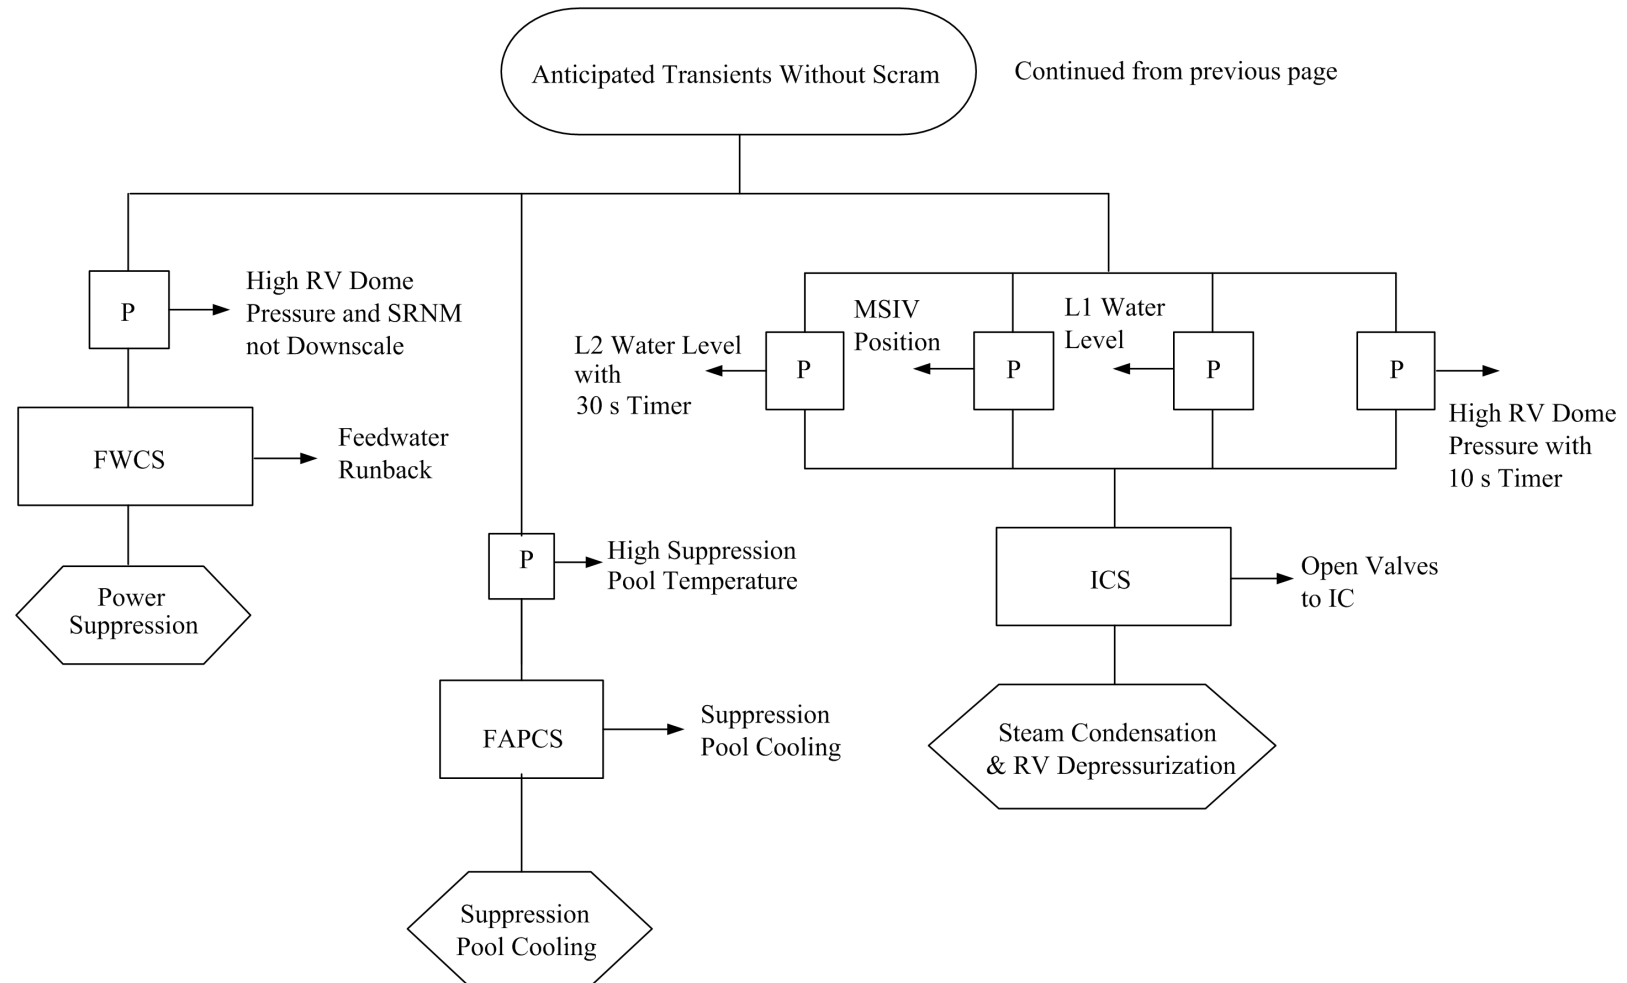 Anticipated Transients Without Scram
Continued from previous page
P
High RV Dome
Pressure and SRNM
not Downscale
FWCS
Feedwater
Runback
Power
Suppression
P
High Suppression
Pool Temperature
FAPCS
Suppression
Pool Cooling
Suppression
Pool Cooling
L2 Water Level
with
30 s Timer
P
MSIV
Position
P
L1 Water
Level
P
P
High RV Dome
Pressure with
10 s Timer
ICS
Open Valves
to IC
Steam Condensation
& RV Depressurization